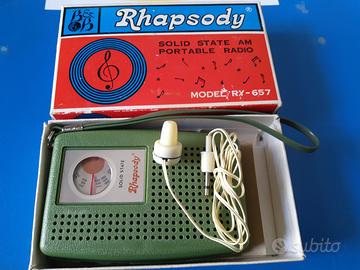 B&B
Rhapsody®
SOLID STATE AM
PORTABLE RADIO
MODEL: RY-657
SOLID STATE
Rhapsody
subito